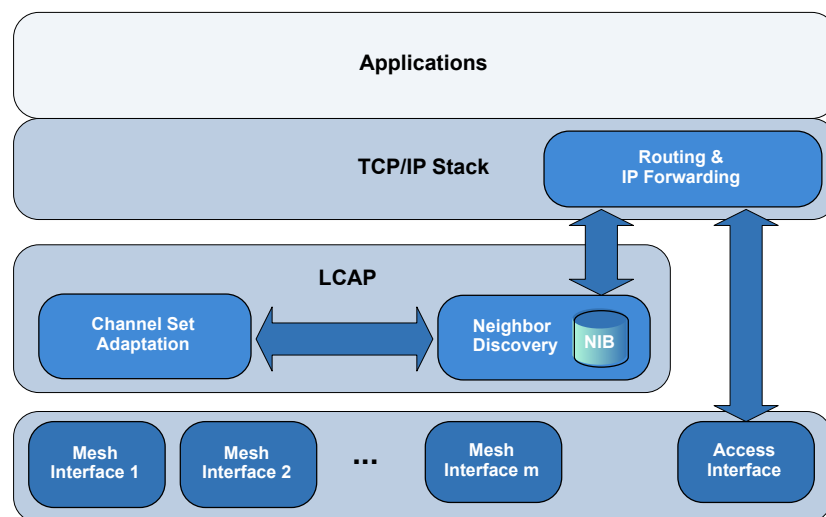 Applications
TCP/IP Stack
Routing &
IP Forwarding
LCAP
Channel Set
Adaptation
Neighbor
Discovery
NIB
Mesh
Interface 1
Mesh
Interface 2
...
Mesh
Interface m
Access
Interface